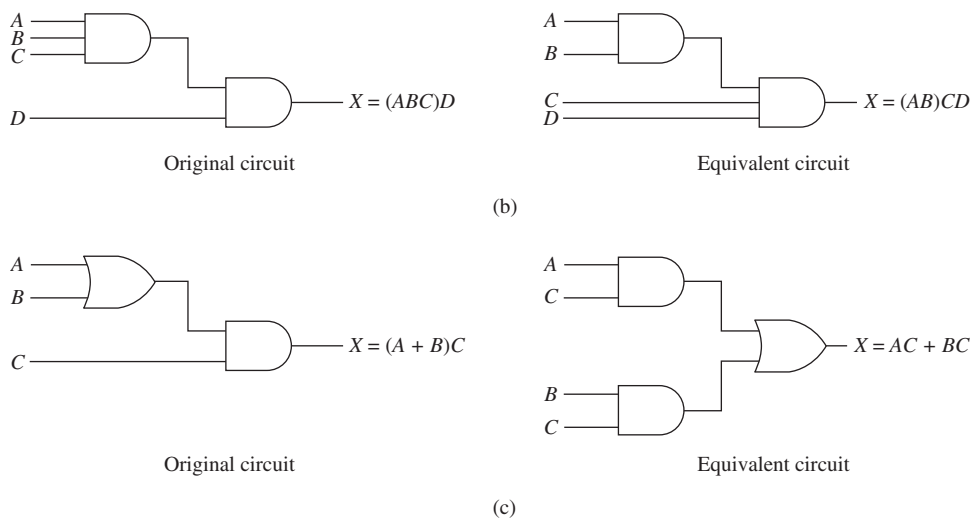 A
B
C
D
X = (ABC)D
Original circuit
A
B
C
D
X = (AB)CD
Equivalent circuit
(b)
A
B
C
X = (A + B)C
Original circuit
A
C
B
C
X = AC + BC
Equivalent circuit
(c)